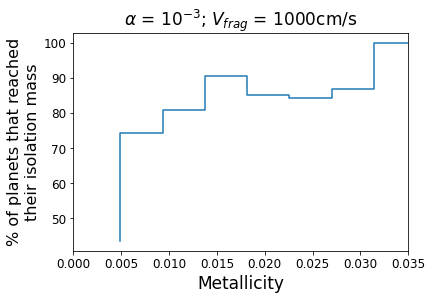 α = 10⁻³; V_frag = 1000cm/s
% of planets that reached
their isolation mass
100
90
80
70
60
50
0.000 0.005 0.010 0.015 0.020 0.025 0.030 0.035
Metallicity